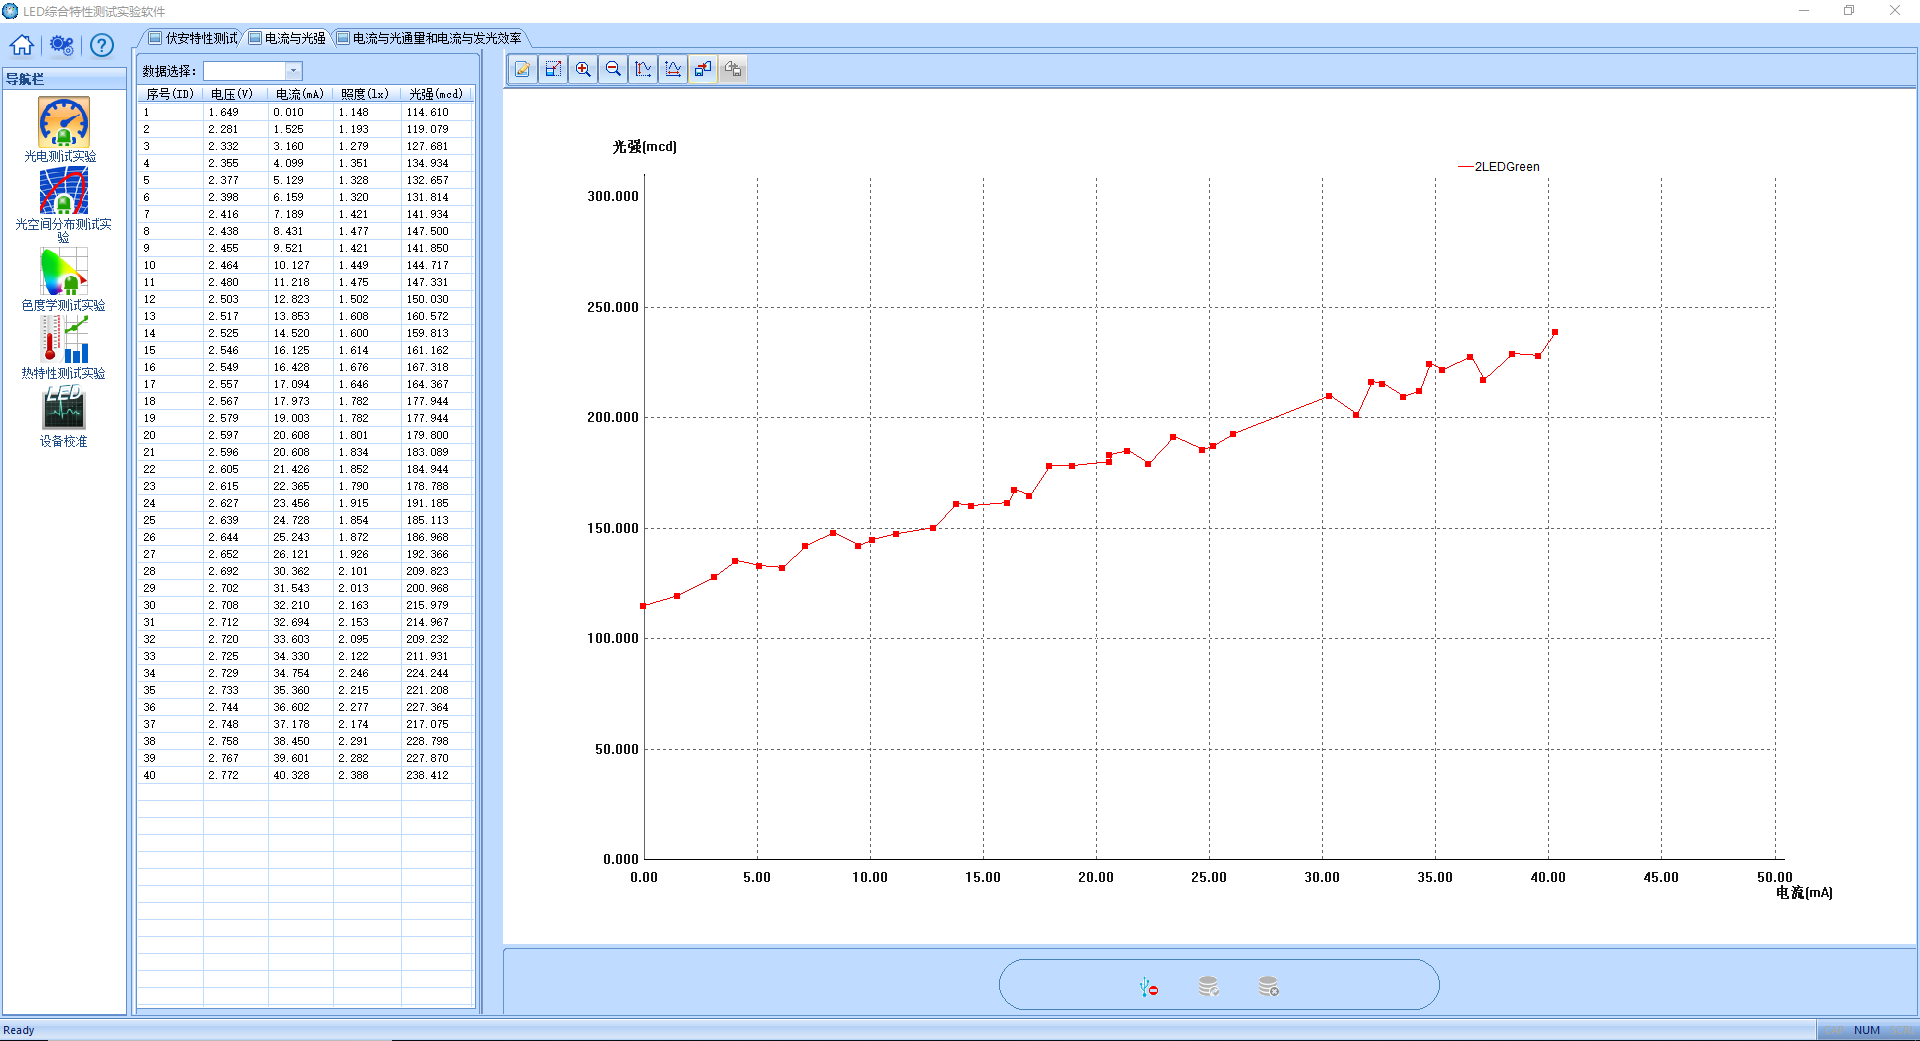 LED综合特性测试实验软件
伏安特性测试
电流与光强
电流与光通量和电流与发光效率
导航栏
光电测试实验
光空间分布测试实
验
色度学测试实验
热特性测试实验
LED
设备校准
数据选择：
序号(ID) 电压(V) 电流(mA) 照度(lx) 光强(mcd)
1 1.649 0.010 1.148 114.610
2 2.281 1.525 1.193 119.079
3 2.332 3.160 1.279 127.681
4 2.355 4.099 1.351 134.934
5 2.377 5.129 1.328 132.657
6 2.398 6.159 1.320 131.814
7 2.416 7.189 1.421 141.934
8 2.438 8.431 1.477 147.500
9 2.455 9.521 1.421 141.850
10 2.464 10.127 1.449 144.717
11 2.480 11.218 1.475 147.331
12 2.503 12.823 1.502 150.030
13 2.517 13.853 1.608 160.572
14 2.525 14.520 1.600 159.813
15 2.546 16.125 1.614 161.162
16 2.549 16.428 1.676 167.318
17 2.557 17.094 1.646 164.367
18 2.567 17.973 1.782 177.944
19 2.579 19.003 1.782 177.944
20 2.597 20.608 1.801 179.800
21 2.596 20.608 1.834 183.089
22 2.605 21.426 1.852 184.944
23 2.615 22.365 1.790 178.788
24 2.627 23.456 1.915 191.185
25 2.639 24.728 1.854 185.113
26 2.644 25.243 1.872 186.968
27 2.652 26.121 1.926 192.366
28 2.692 30.362 2.101 209.823
29 2.702 31.543 2.013 200.968
30 2.708 32.210 2.163 215.979
31 2.712 32.694 2.153 214.967
32 2.720 33.603 2.095 209.232
33 2.725 34.330 2.122 211.931
34 2.729 34.754 2.246 224.244
35 2.733 35.360 2.215 221.208
36 2.744 36.602 2.277 227.364
37 2.748 37.178 2.174 217.075
38 2.758 38.450 2.291 228.798
39 2.767 39.601 2.282 227.870
40 2.772 40.328 2.388 238.412
光强(mcd)
2LEDGreen
300.000
250.000
200.000
150.000
100.000
50.000
0.000
0.00 5.00 10.00 15.00 20.00 25.00 30.00 35.00 40.00 45.00 50.00
电流(mA)
Ready
NUM